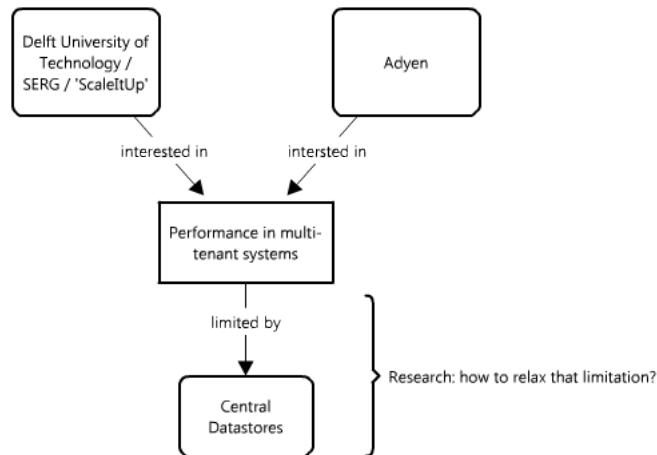 Delft University of
Technology /
SERG / 'ScaleItUp'
Adyen
interested in
intersted in
Performance in multi-
tenant systems
limited by
Research: how to relax that limitation?
Central
Datastores